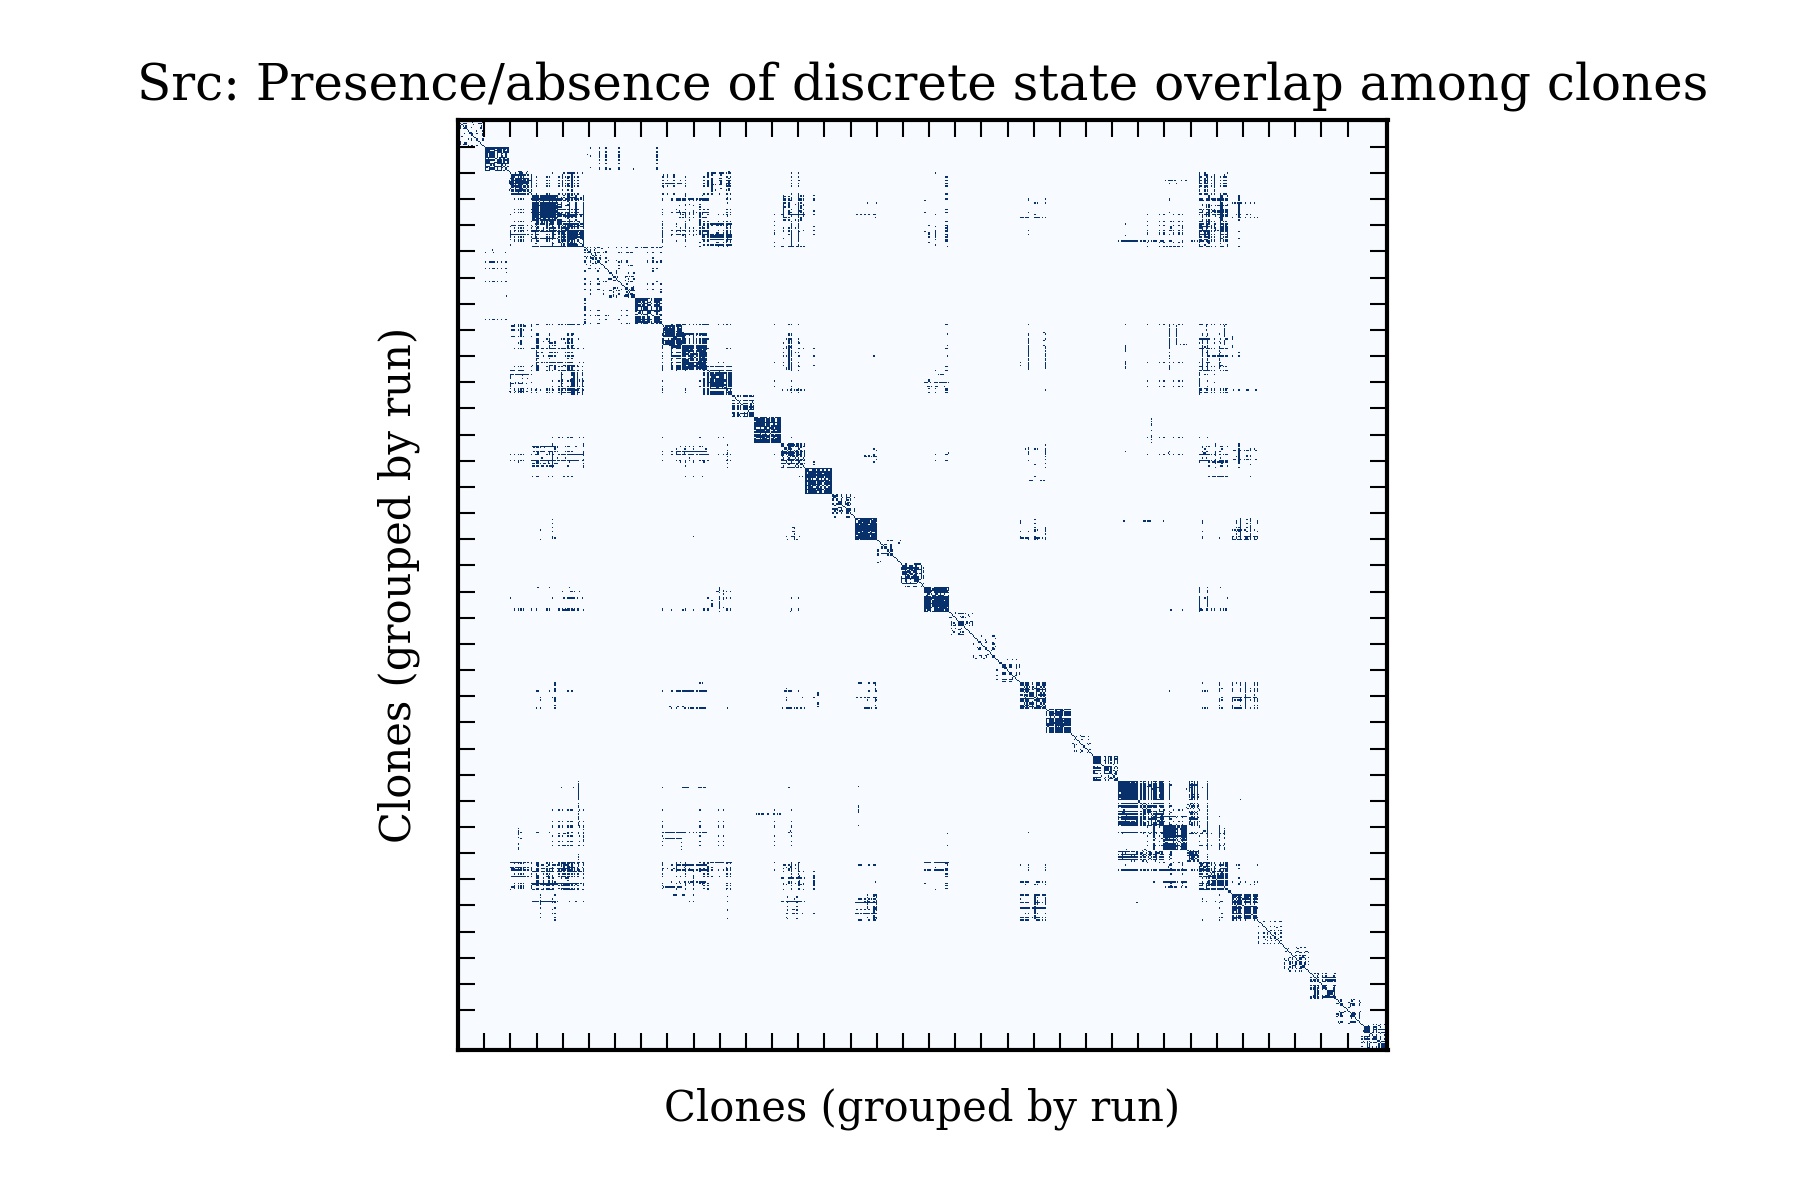 Src: Presence/absence of discrete state overlap among clones
Clones (grouped by run)
Clones (grouped by run)